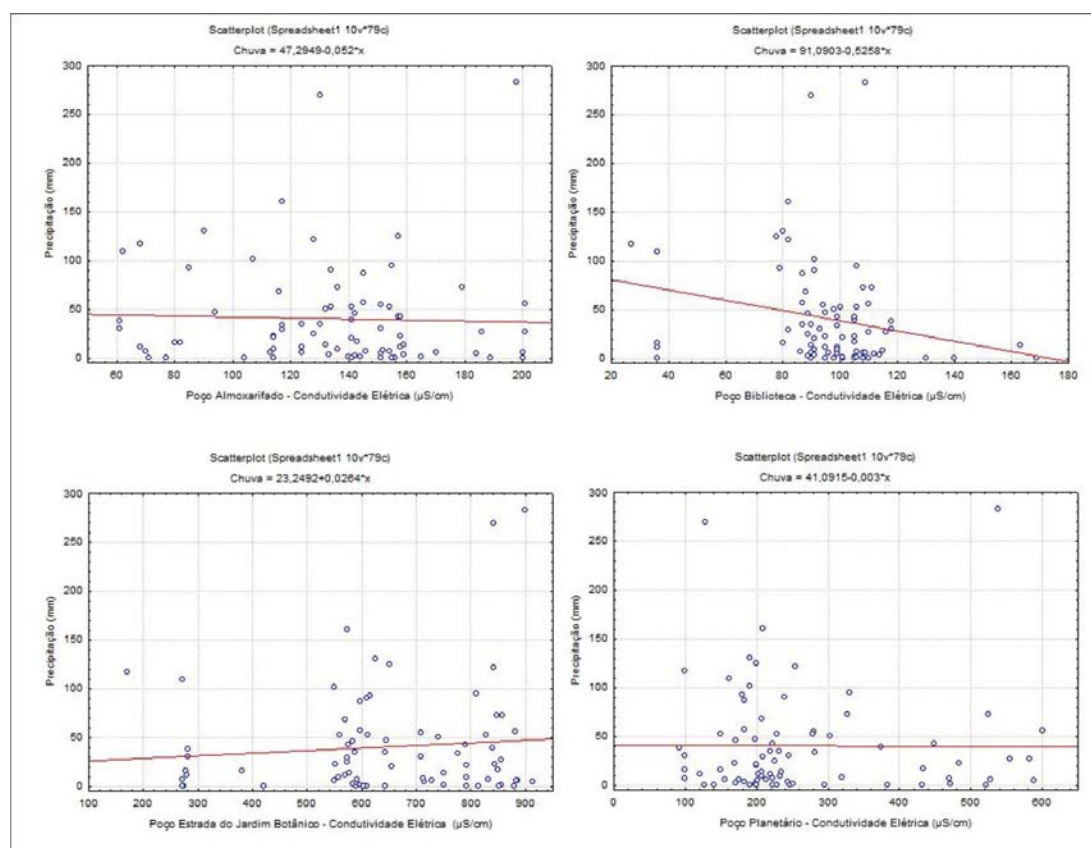 Scatterplot (Spreadsheet1 10v*79c)
Chuva = 47,2949-0,052*x
Precipitação (mm)
300
250
200
150
100
50
0
60 80 100 120 140 160 180 200
Poço Almoxarifado - Condutividade Elétrica (µS/cm)
Scatterplot (Spreadsheet1 10v*79c)
Chuva = 91,0903-0,5258*x
Precipitação (mm)
300
250
200
150
100
50
0
20 40 60 80 100 120 140 160 180
Poço Biblioteca - Condutividade Elétrica (µS/cm)
Scatterplot (Spreadsheet1 10v*79c)
Chuva = 23,2492+0,0264*x
Precipitação (mm)
300
250
200
150
100
50
0
100 200 300 400 500 600 700 800 900
Poço Estrada do Jardim Botânico - Condutividade Elétrica (µS/cm)
Scatterplot (Spreadsheet1 10v*79c)
Chuva = 41,0915-0,003*x
Precipitação (mm)
300
250
200
150
100
50
0
0 100 200 300 400 500 600
Poço Planetário - Condutividade Elétrica (µS/cm)